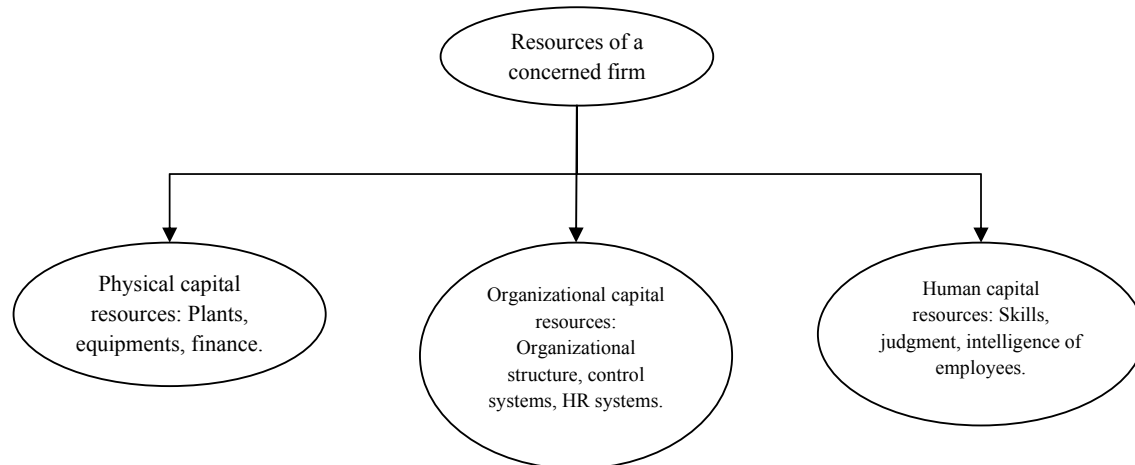 Resources of a
concerned firm
Physical capital
resources: Plants,
equipments, finance.
Organizational capital
resources:
Organizational
structure, control
systems, HR systems.
Human capital
resources: Skills,
judgment, intelligence of
employees.